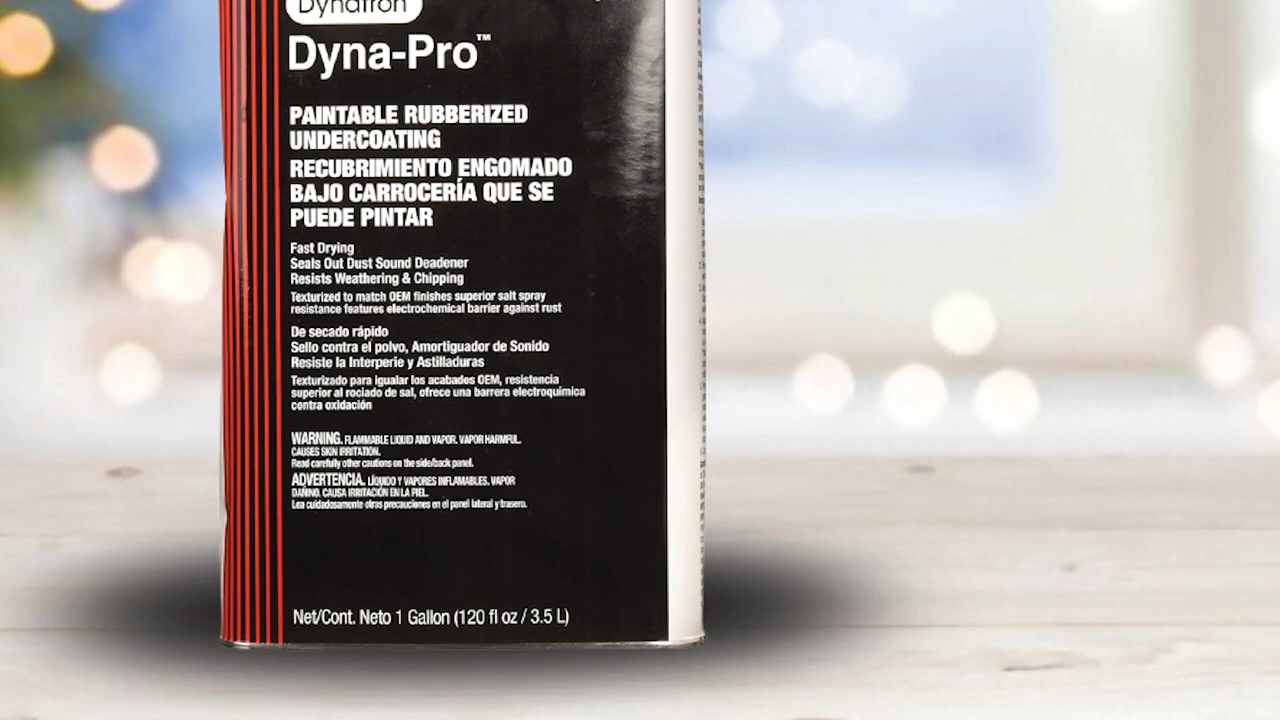 Dynatron
Dyna-Pro™
PAINTABLE RUBBERIZED
UNDERCOATING
RECUBRIMIENTO ENGOMADO
BAJO CARROCERÍA QUE SE
PUEDE PINTAR
Fast Drying
Seals Out Dust Sound Deadener
Resists Weathering & Chipping
Texturized to match OEM finishes superior salt spray
resistance features electrochemical barrier against rust
De secado rápido
Sello contra el polvo, Amortiguador de Sonido
Resiste la Interperie y Astilladuras
Texturizado para igualar los acabados OEM, resistencia
superior al rociado de sal, ofrece una barrera electroquímica
contra oxidación
WARNING. FLAMMABLE LIQUID AND VAPOR. VAPOR HARMFUL.
CAUSES SKIN IRRITATION.
Read carefully other cautions on the side/back panel.
ADVERTENCIA. LÍQUIDO Y VAPORES INFLAMABLES. VAPOR
DAÑINO. CAUSA IRRITACIÓN EN LA PIEL.
Lea cuidadosamente otras precauciones en el panel lateral y trasero.
Net/Cont. Neto 1 Gallon (120 fl oz / 3.5 L)